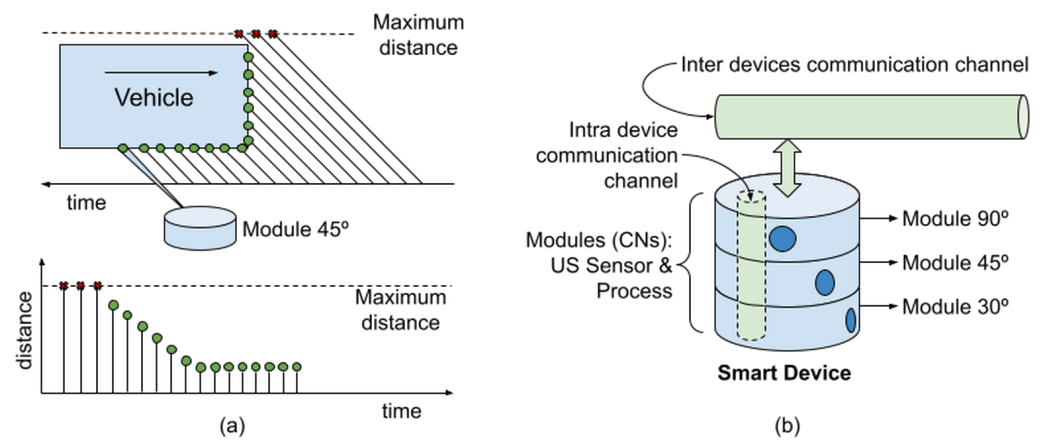 Maximum
distance
Vehicle
time
Module 45º
Maximum
distance
distance
time
(a)
Inter devices communication channel
Intra device
communication
channel
Modules (CNs):
US Sensor &
Process
Module 90º
Module 45º
Module 30º
Smart Device
(b)